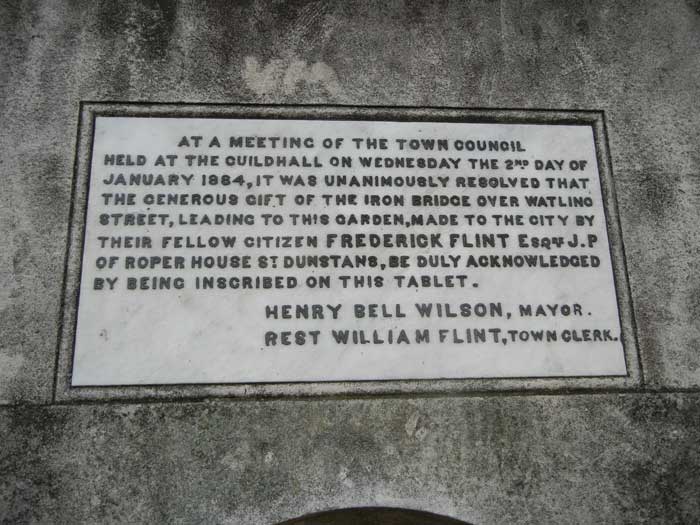 AT A MEETING OF THE TOWN COUNCIL
HELD AT THE GUILDHALL ON WEDNESDAY THE 2ND DAY OF
JANUARY 1884, IT WAS UNANIMOUSLY RESOLVED THAT
THE GENEROUS GIFT OF THE IRON BRIDGE OVER WATLING
STREET, LEADING TO THIS GARDEN, MADE TO THE CITY BY
THEIR FELLOW CITIZEN FREDERICK FLINT ESQRE J.P
OF ROPER HOUSE ST DUNSTANS, BE DULY ACKNOWLEDGED
BY BEING INSCRIBED ON THIS TABLET.
HENRY BELL WILSON, MAYOR.
REST WILLIAM FLINT, TOWN CLERK.